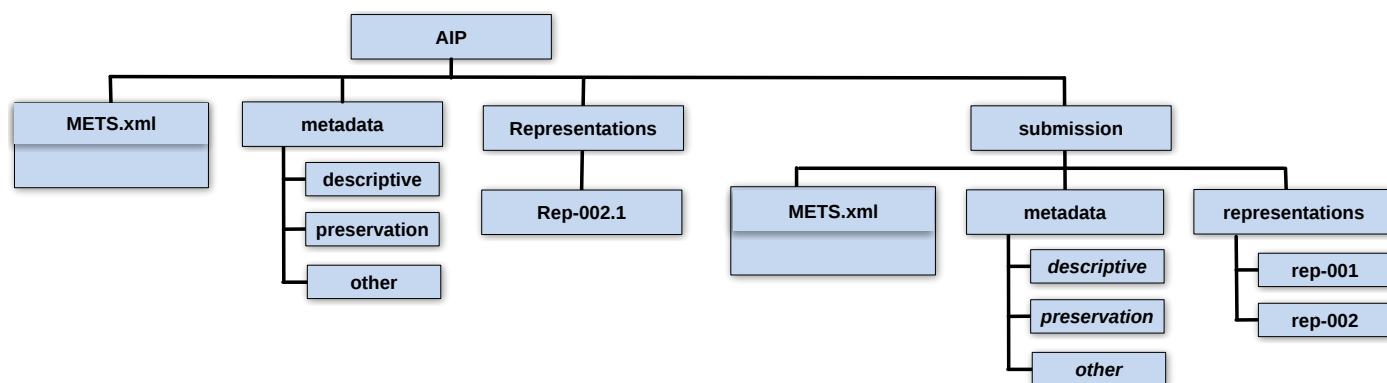 AIP
METS.xml
metadata
Representations
submission
descriptive
preservation
other
Rep-002.1
METS.xml
metadata
representations
descriptive
preservation
other
rep-001
rep-002